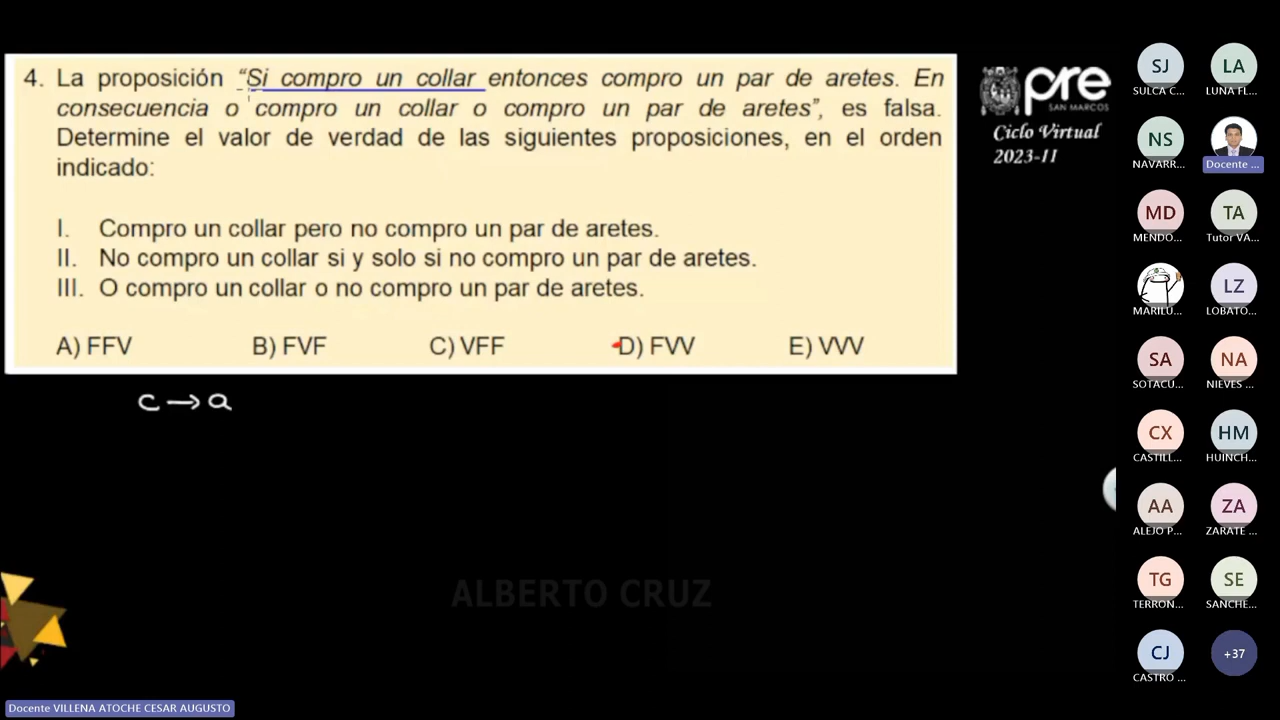 4. La proposición "Si compro un collar entonces compro un par de aretes. En
consecuencia o compro un collar o compro un par de aretes", es falsa.
Determine el valor de verdad de las siguientes proposiciones, en el orden
indicado:
I. Compro un collar pero no compro un par de aretes.
II. No compro un collar si y solo si no compro un par de aretes.
III. O compro un collar o no compro un par de aretes.
A) FFV B) FVF C) VFF D) FVV E) VVV
c → a
pre
SAN MARCOS
Ciclo Virtual
2023-II
ALBERTO CRUZ
Docente VILLENA ATOCHE CESAR AUGUSTO
SJ LA
SULCA C... LUNA FL...
NS
NAVARR... Docente ...
MD TA
MENDO... Tutor VA...
LZ
MARILU... LOBATO...
SA NA
SOTACU... NIEVES ...
CX HM
CASTILL... HUINCH...
AA ZA
ALEJO P... ZARATE ...
TG SE
TERRON... SANCHE...
CJ +37
CASTRO ...